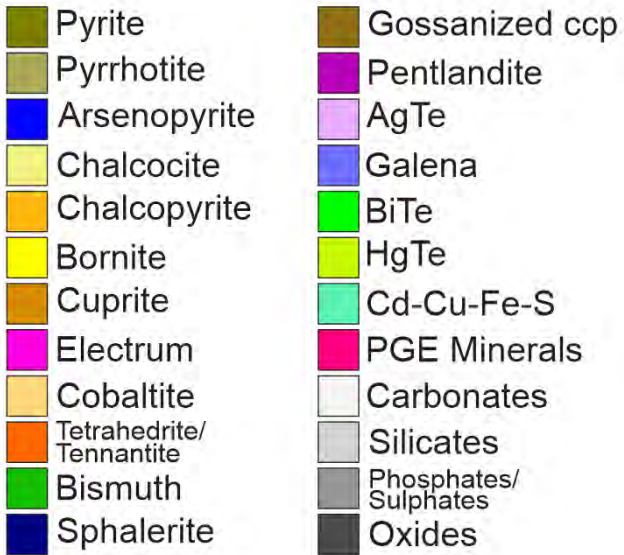 Pyrite
Pyrrhotite
Arsenopyrite
Chalcocite
Chalcopyrite
Bornite
Cuprite
Electrum
Cobaltite
Tetrahedrite/
Tennantite
Bismuth
Sphalerite
Gossanized ccp
Pentlandite
AgTe
Galena
BiTe
HgTe
Cd-Cu-Fe-S
PGE Minerals
Carbonates
Silicates
Phosphates/
Sulphates
Oxides